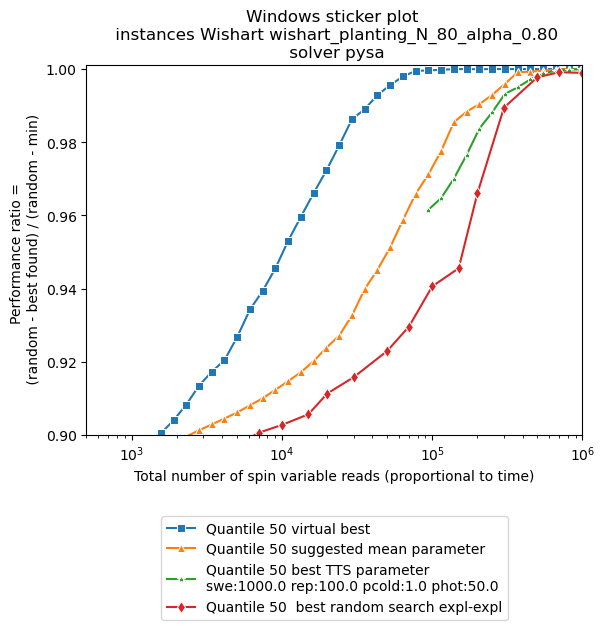 Windows sticker plot
instances Wishart wishart_planting_N_80_alpha_0.80
solver pysa
Performance ratio =
(random - best found) / (random - min)
1.00
0.98
0.96
0.94
0.92
0.90
10³
10⁴
10⁵
10⁶
Total number of spin variable reads (proportional to time)
Quantile 50 virtual best
Quantile 50 suggested mean parameter
Quantile 50 best TTS parameter
swe:1000.0 rep:100.0 pcold:1.0 phot:50.0
Quantile 50  best random search expl-expl